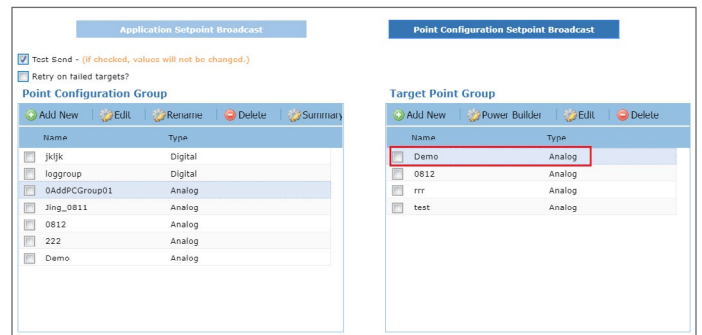 Application Setpoint Broadcast
Point Configuration Setpoint Broadcast
Test Send - (if checked, values will not be changed.)
Retry on failed targets?
Point Configuration Group
Add New Edit Rename Delete Summary
Name Type
jkljk Digital
loggroup Digital
0AddPCGroup01 Analog
Jing_0811 Analog
0812 Analog
222 Analog
Demo Analog
Target Point Group
Add New Power Builder Edit Delete
Name Type
Demo Analog
0812 Analog
rrr Analog
test Analog